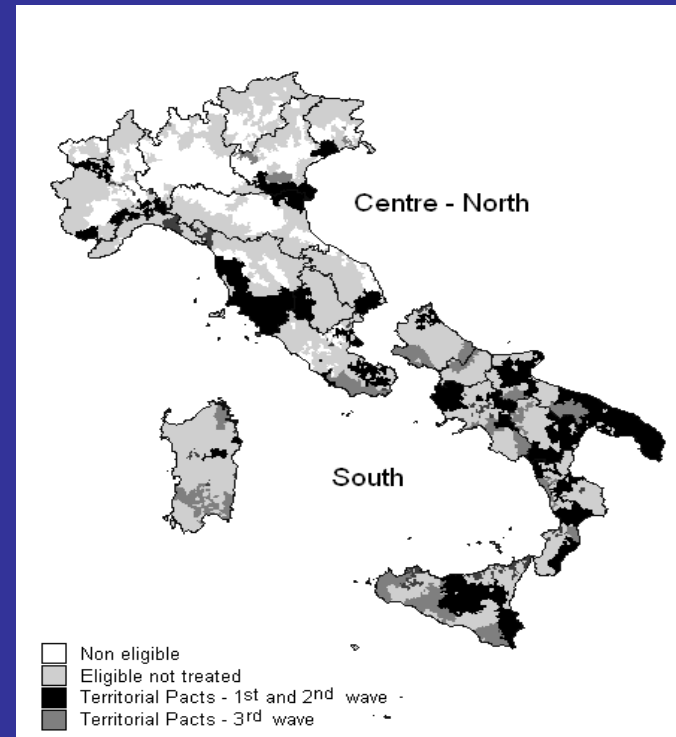 Centre - North
South
Non eligible
Eligible not treated
Territorial Pacts - 1st and 2nd wave
Territorial Pacts - 3rd wave